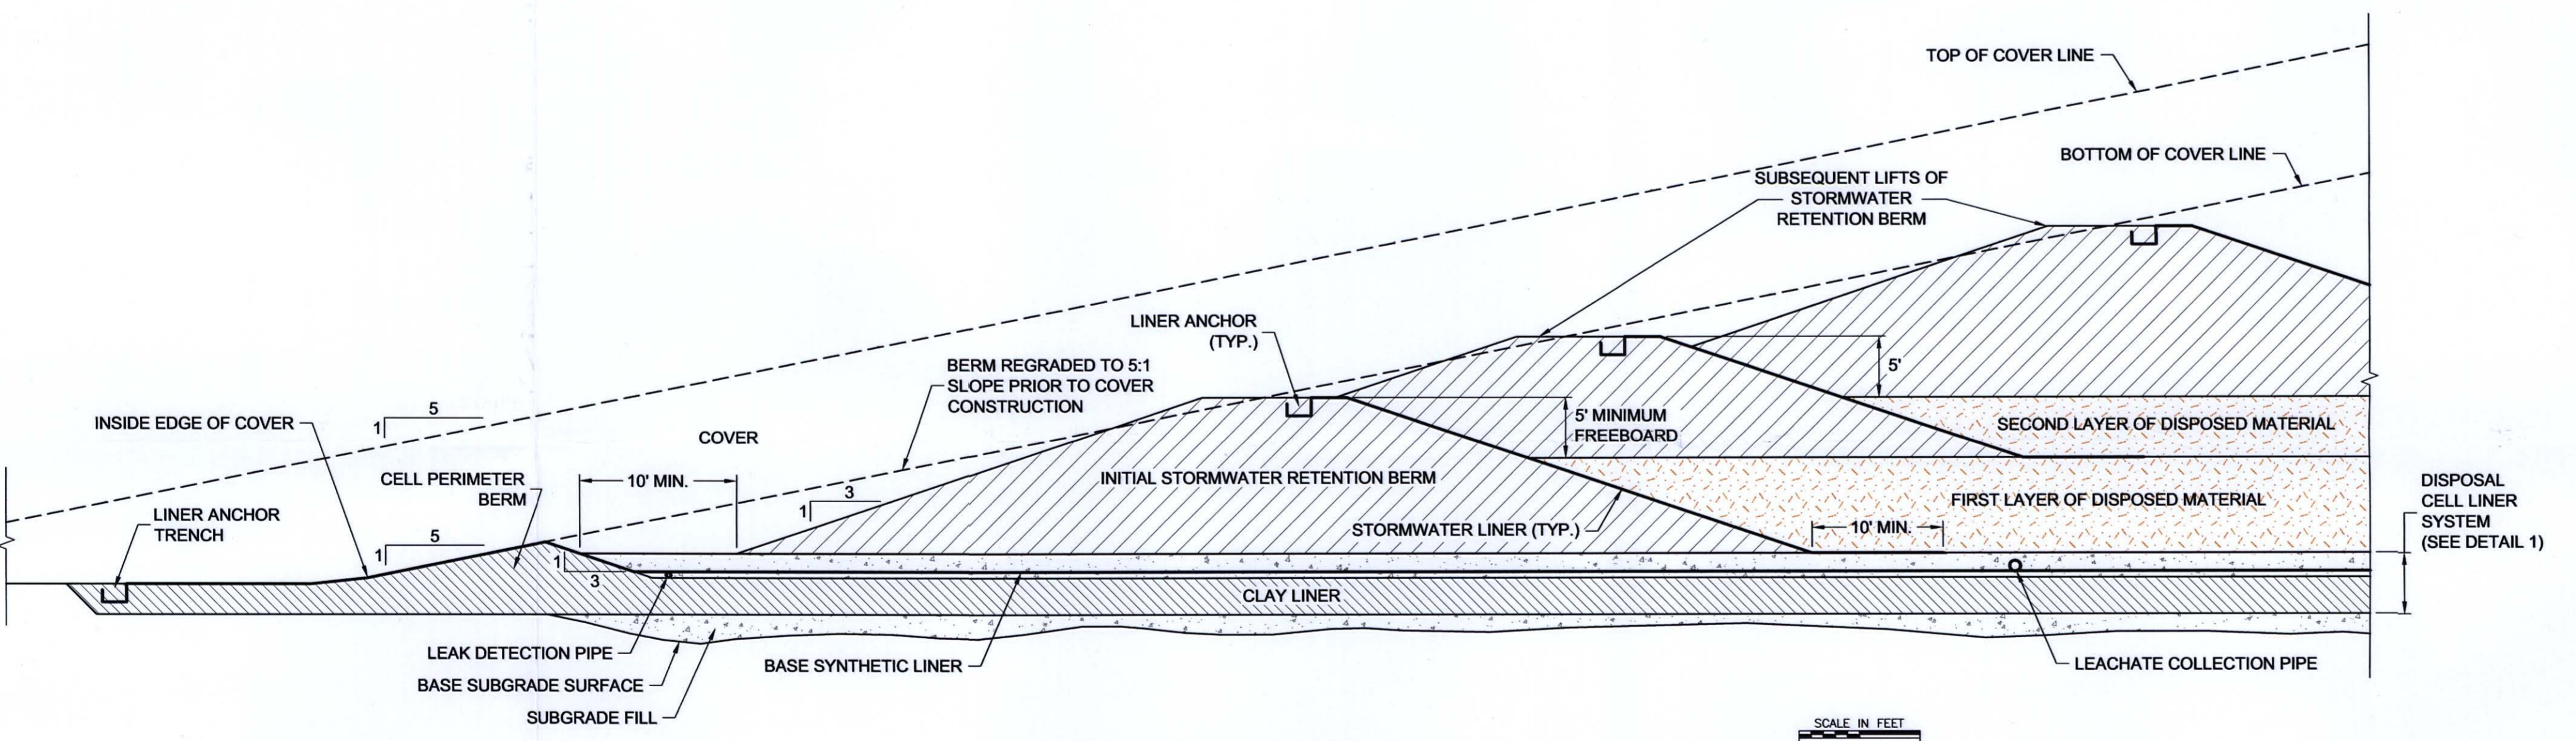 TOP OF COVER LINE
BOTTOM OF COVER LINE
SUBSEQUENT LIFTS OF
STORMWATER
RETENTION BERM
LINER ANCHOR
(TYP.)
BERM REGRADED TO 5:1
SLOPE PRIOR TO COVER
CONSTRUCTION
5'
5
1
INSIDE EDGE OF COVER
COVER
5' MINIMUM
FREEBOARD
SECOND LAYER OF DISPOSED MATERIAL
CELL PERIMETER
BERM
10' MIN.
INITIAL STORMWATER RETENTION BERM
3
1
FIRST LAYER OF DISPOSED MATERIAL
DISPOSAL
CELL LINER
SYSTEM
(SEE DETAIL 1)
LINER ANCHOR
TRENCH
STORMWATER LINER (TYP.)
10' MIN.
5
1
1
3
CLAY LINER
LEAK DETECTION PIPE
BASE SYNTHETIC LINER
LEACHATE COLLECTION PIPE
BASE SUBGRADE SURFACE
SUBGRADE FILL
SCALE IN FEET